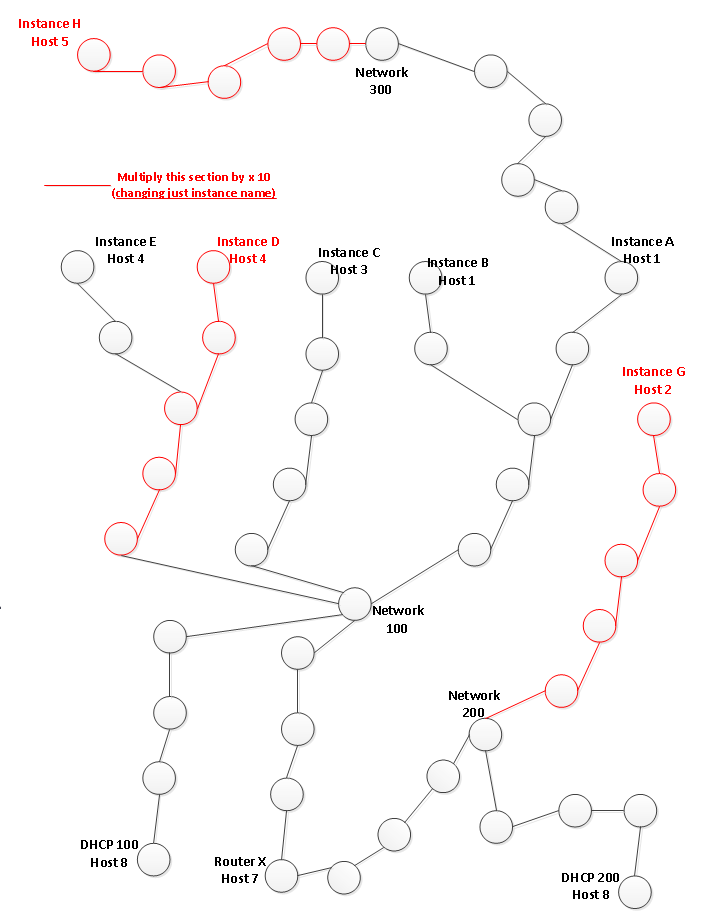 Instance H
Host 5
Network
300
Multiply this section by x 10
(changing just instance name)
Instance E
Host 4
Instance D
Host 4
Instance C
Host 3
Instance B
Host 1
Instance A
Host 1
Instance G
Host 2
Network
100
Network
200
DHCP 100
Host 8
Router X
Host 7
DHCP 200
Host 8